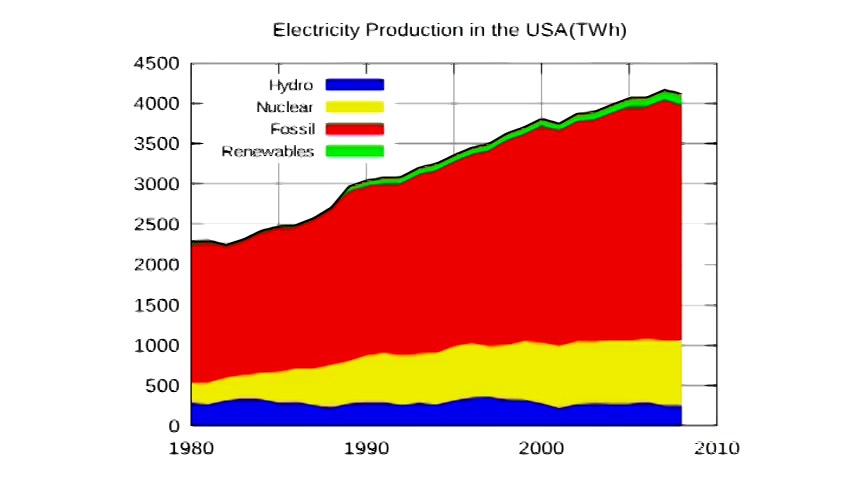 Electricity Production in the USA(TWh)
4500
4000
3500
3000
2500
2000
1500
1000
500
0
Hydro
Nuclear
Fossil
Renewables
1980 1990 2000 2010